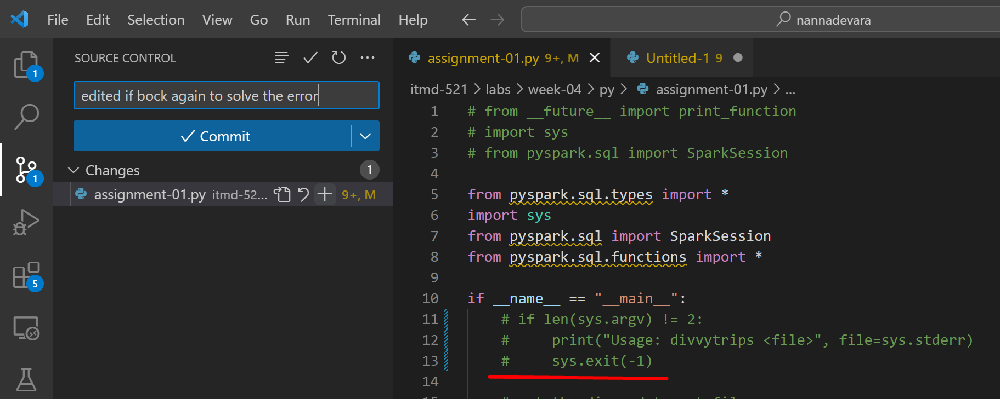 File Edit Selection View Go Run Terminal Help
nannadevara
1
SOURCE CONTROL
edited if bock again to solve the error
Commit
Changes 1
assignment-01.py itmd-52... 9+, M
1
5
assignment-01.py 9+, M
Untitled-1 9
itmd-521 > labs > week-04 > py > assignment-01.py > ...
1 # from __future__ import print_function
2 # import sys
3 # from pyspark.sql import SparkSession
4
5 from pyspark.sql.types import *
6 import sys
7 from pyspark.sql import SparkSession
8 from pyspark.sql.functions import *
9
10 if __name__ == "__main__":
11 # if len(sys.argv) != 2:
12 #     print("Usage: divvytrips <file>", file=sys.stderr)
13 #     sys.exit(-1)
14